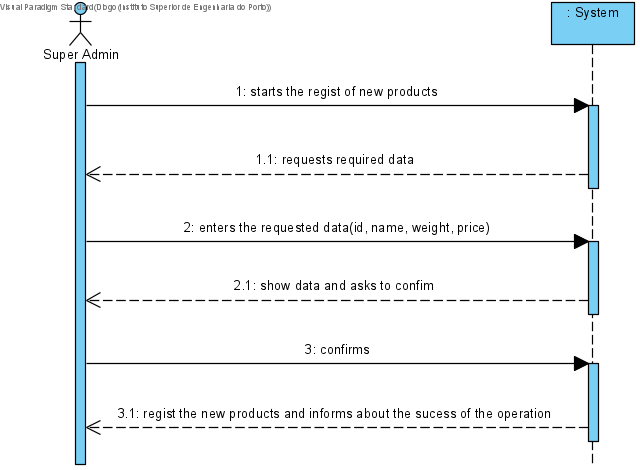 Visual Paradigm Standard(Diogo(Instituto Superior de Engenharia do Porto))
: System
Super Admin
1: starts the regist of new products
1.1: requests required data
2: enters the requested data(id, name, weight, price)
2.1: show data and asks to confim
3: confirms
3.1: regist the new products and informs about the sucess of the operation